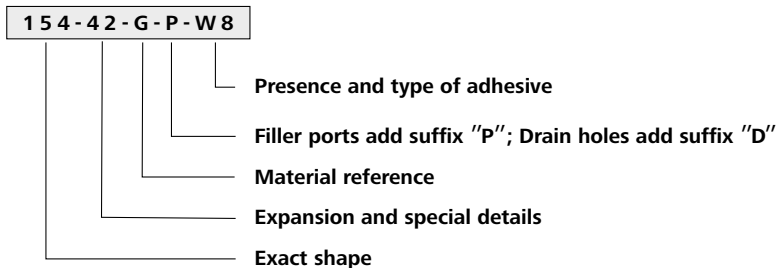 154-42-G-P-W8
Presence and type of adhesive
Filler ports add suffix "P"; Drain holes add suffix "D"
Material reference
Expansion and special details
Exact shape